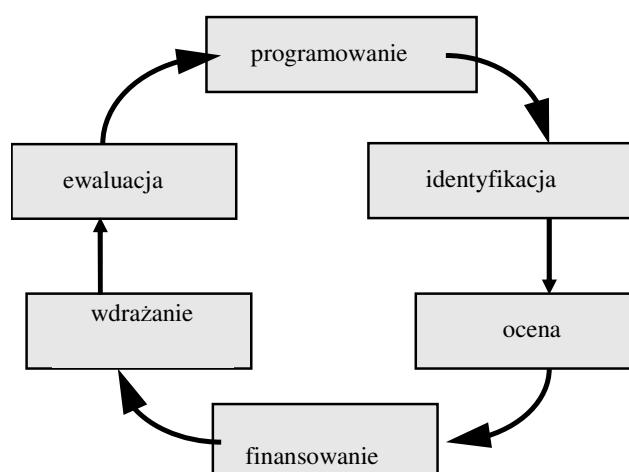 programowanie
ewaluacja
identyfikacja
wdrażanie
ocena
finansowanie